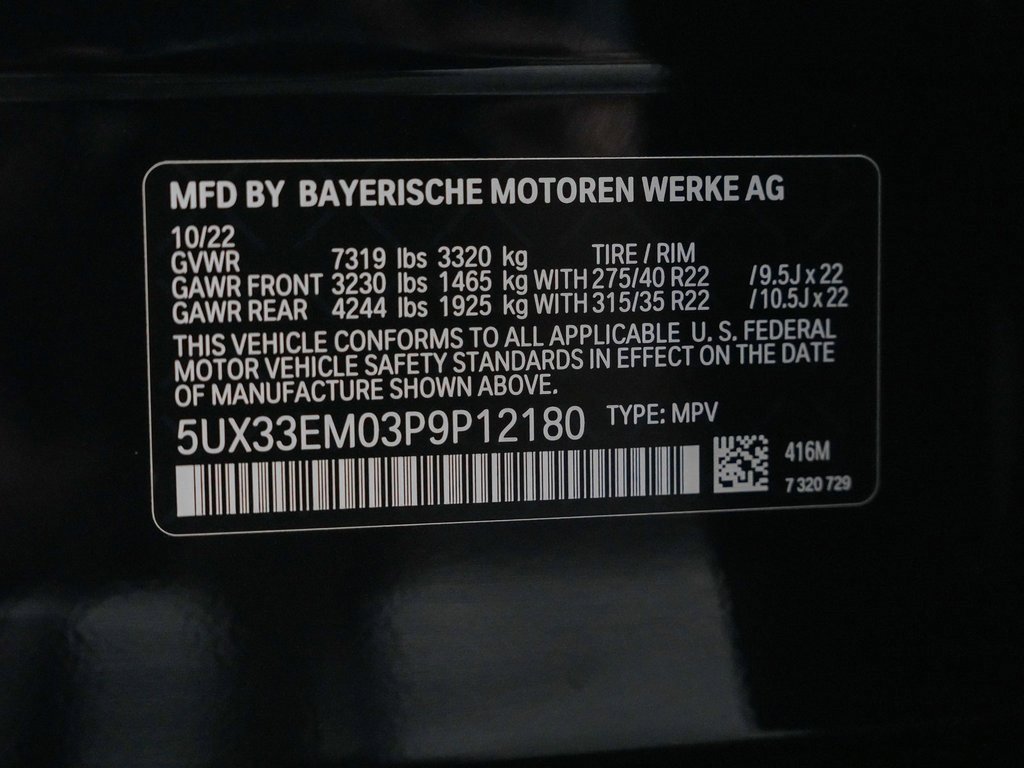 MFD BY BAYERISCHE MOTOREN WERKE AG
10/22
GVWR 7319 lbs 3320 kg TIRE / RIM
GAWR FRONT 3230 lbs 1465 kg WITH 275/40 R22 /9.5J x 22
GAWR REAR 4244 lbs 1925 kg WITH 315/35 R22 /10.5J x 22
THIS VEHICLE CONFORMS TO ALL APPLICABLE U. S. FEDERAL
MOTOR VEHICLE SAFETY STANDARDS IN EFFECT ON THE DATE
OF MANUFACTURE SHOWN ABOVE.
5UX33EM03P9P12180 TYPE: MPV
416M
7 320 729